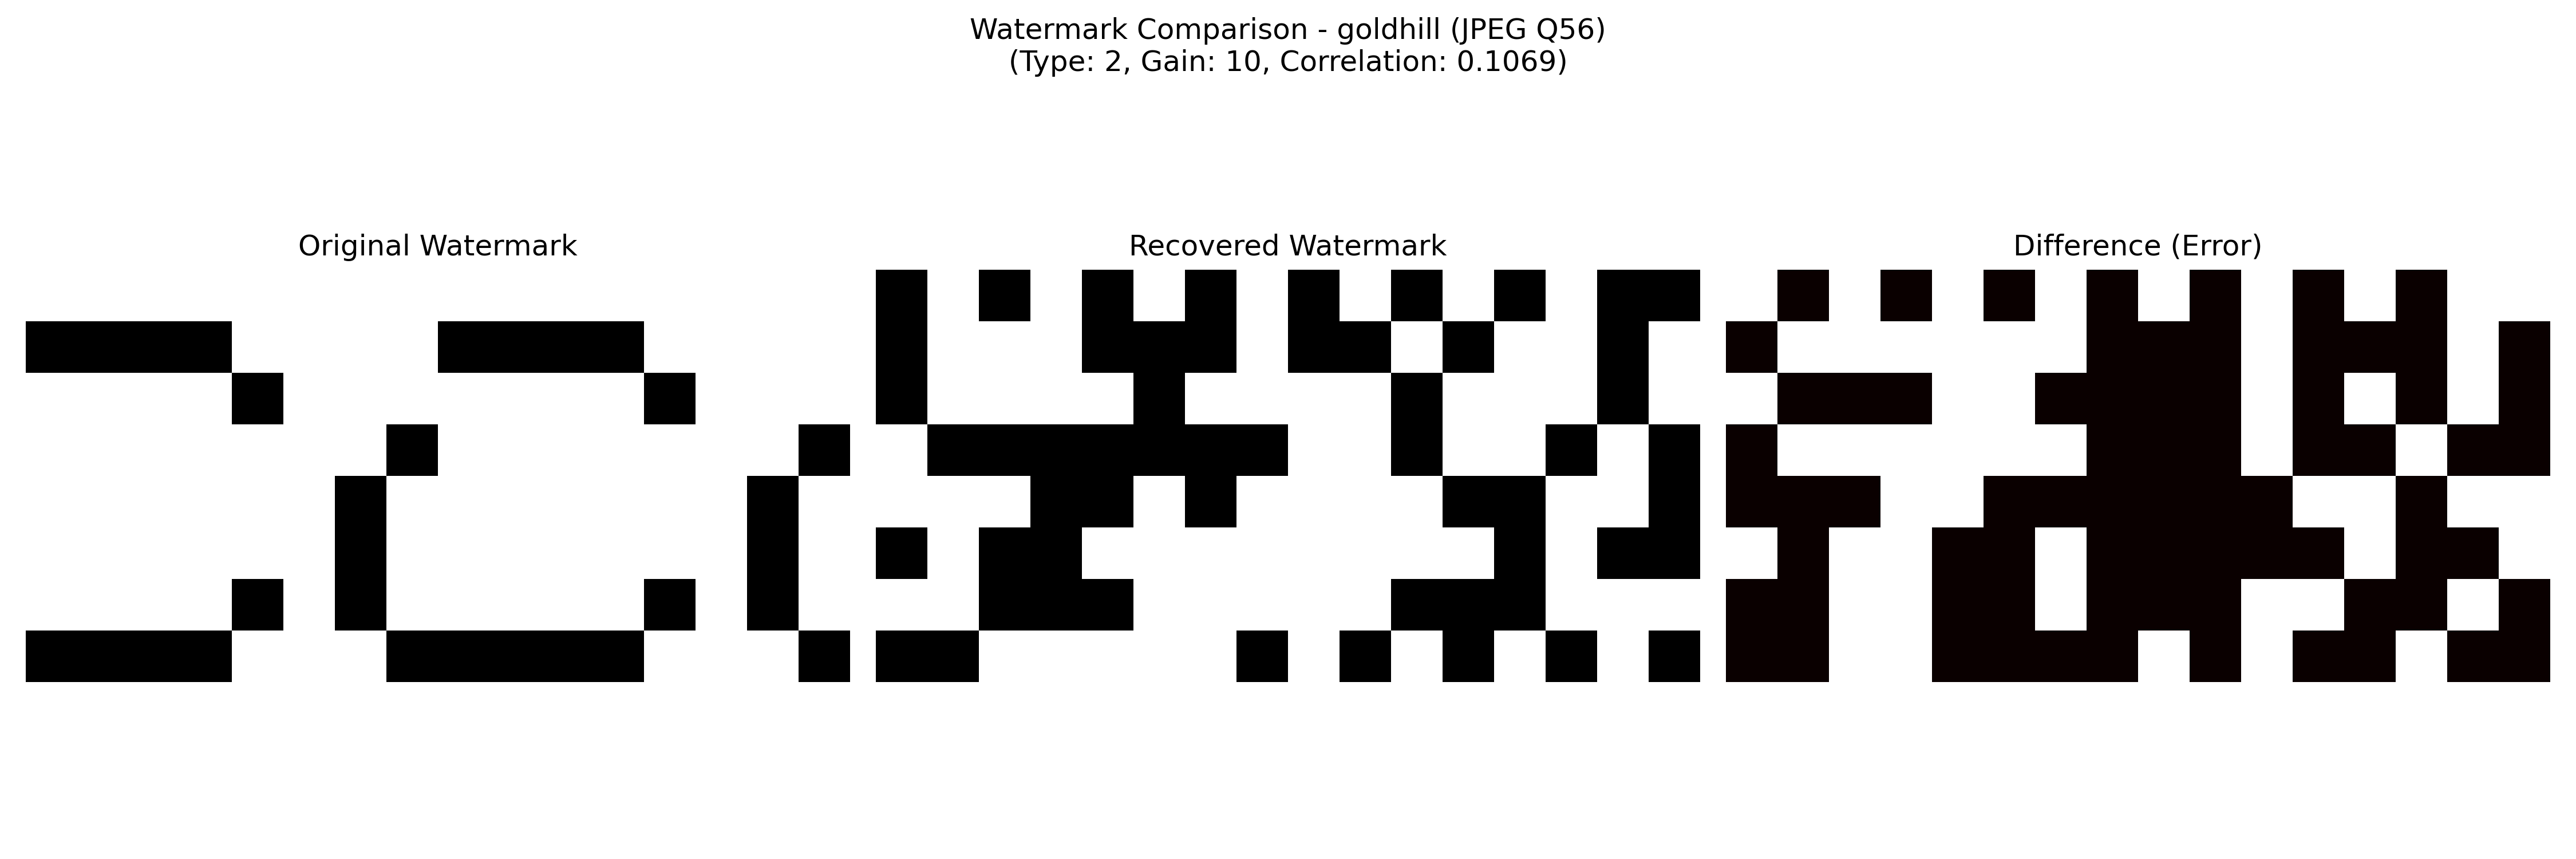 Watermark Comparison - goldhill (JPEG Q56)
(Type: 2, Gain: 10, Correlation: 0.1069)
Original Watermark
Recovered Watermark
Difference (Error)